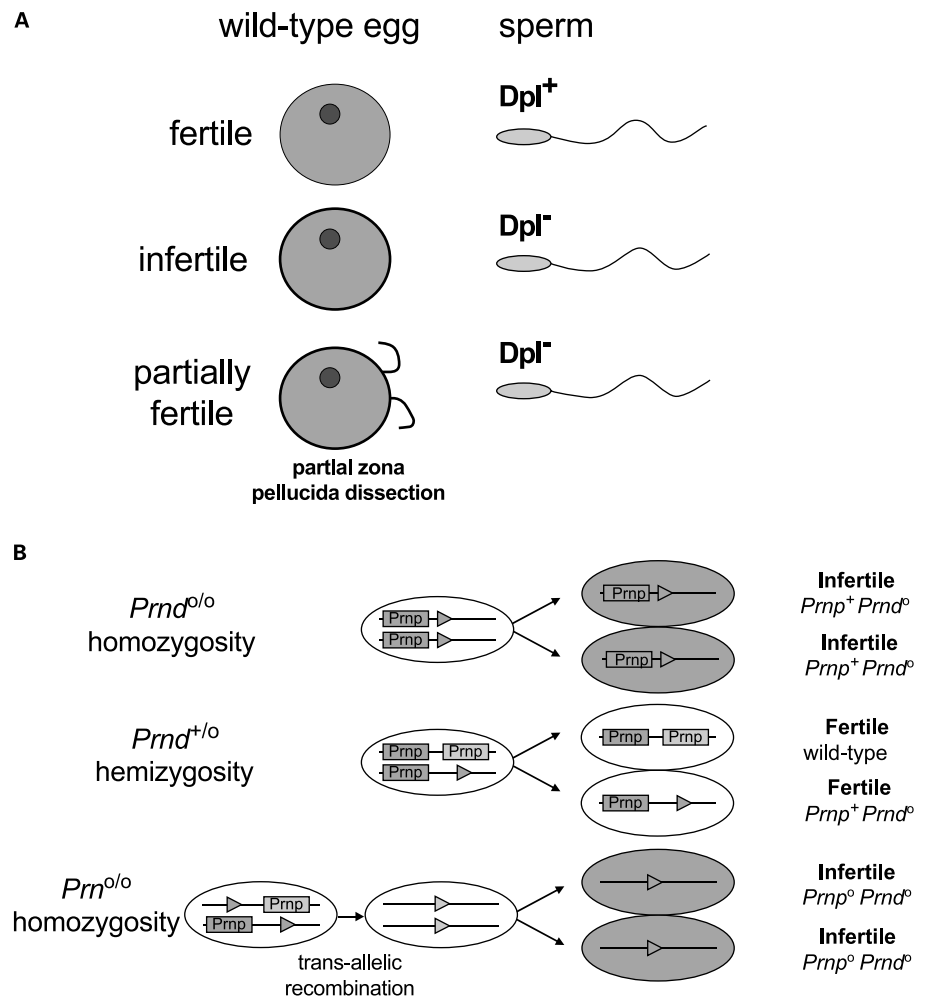 A
wild-type egg
sperm
fertile
Dpl⁺
infertile
Dpl⁻
partially
fertile
Dpl⁻
partial zona
pellucida dissection
B
Prndᵒ/ᵒ
homozygosity
Prnp
Prnp
Prnp
Prnp
Infertile
Prnp⁺ Prndᵒ
Infertile
Prnp⁺ Prndᵒ
Prnd⁺/ᵒ
hemizygosity
Prnp Prnp
Prnp
Prnp Prnp
Prnp
Fertile
wild-type
Fertile
Prnp⁺ Prndᵒ
Prnᵒ/ᵒ
homozygosity
Prnp
Prnp
trans-allelic
recombination
Infertile
Prnpᵒ Prndᵒ
Infertile
Prnpᵒ Prndᵒ